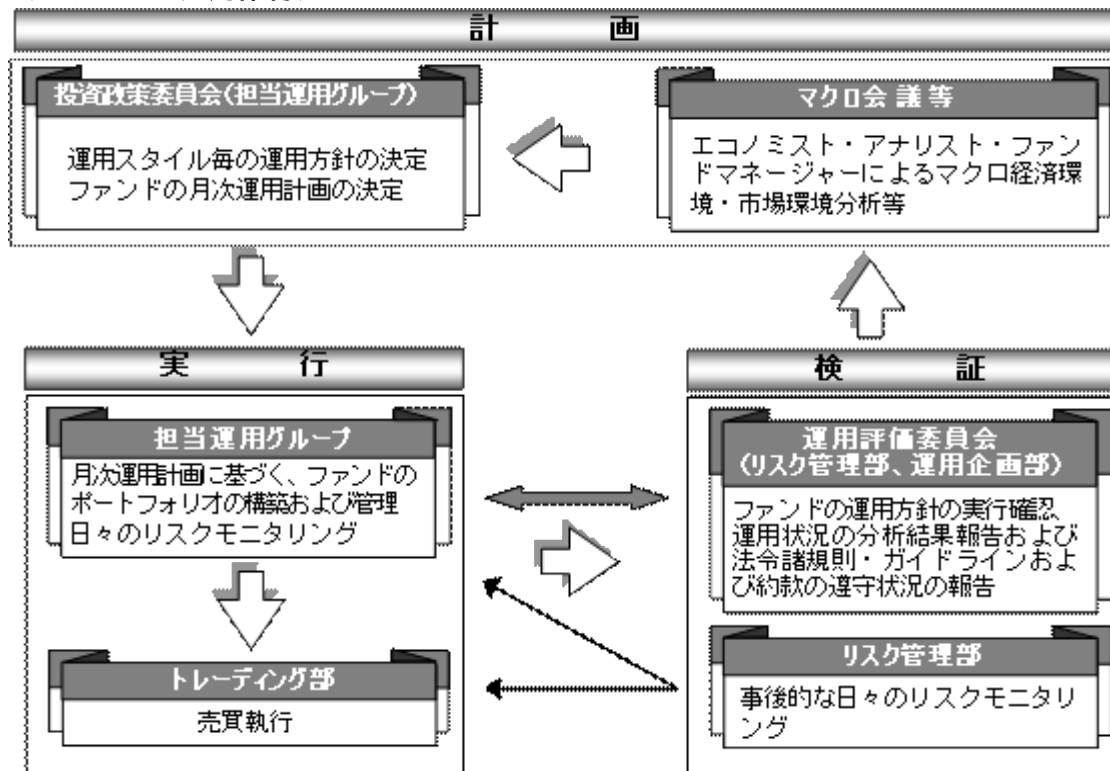 計 画
投資政策委員会(担当運用グループ)
運用スタイル毎の運用方針の決定
ファンドの月次運用計画の決定
マクロ会議等
エコノミスト・アナリスト・ファン
ドマネージャーによるマクロ経済環
境・市場環境分析等
実 行
担当運用グループ
月次運用計画に基づく、ファンドの
ポートフォリオの構築および管理
日々のリスクモニタリング
トレーディング部
売買執行
検 証
運用評価委員会
(リスク管理部、運用企画部)
ファンドの運用方針の実行確認、
運用状況の分析結果報告および
法令諸規則・ガイドラインおよ
び約款の遵守状況の報告
リスク管理部
事後的な日々のリスクモニタリ
ング